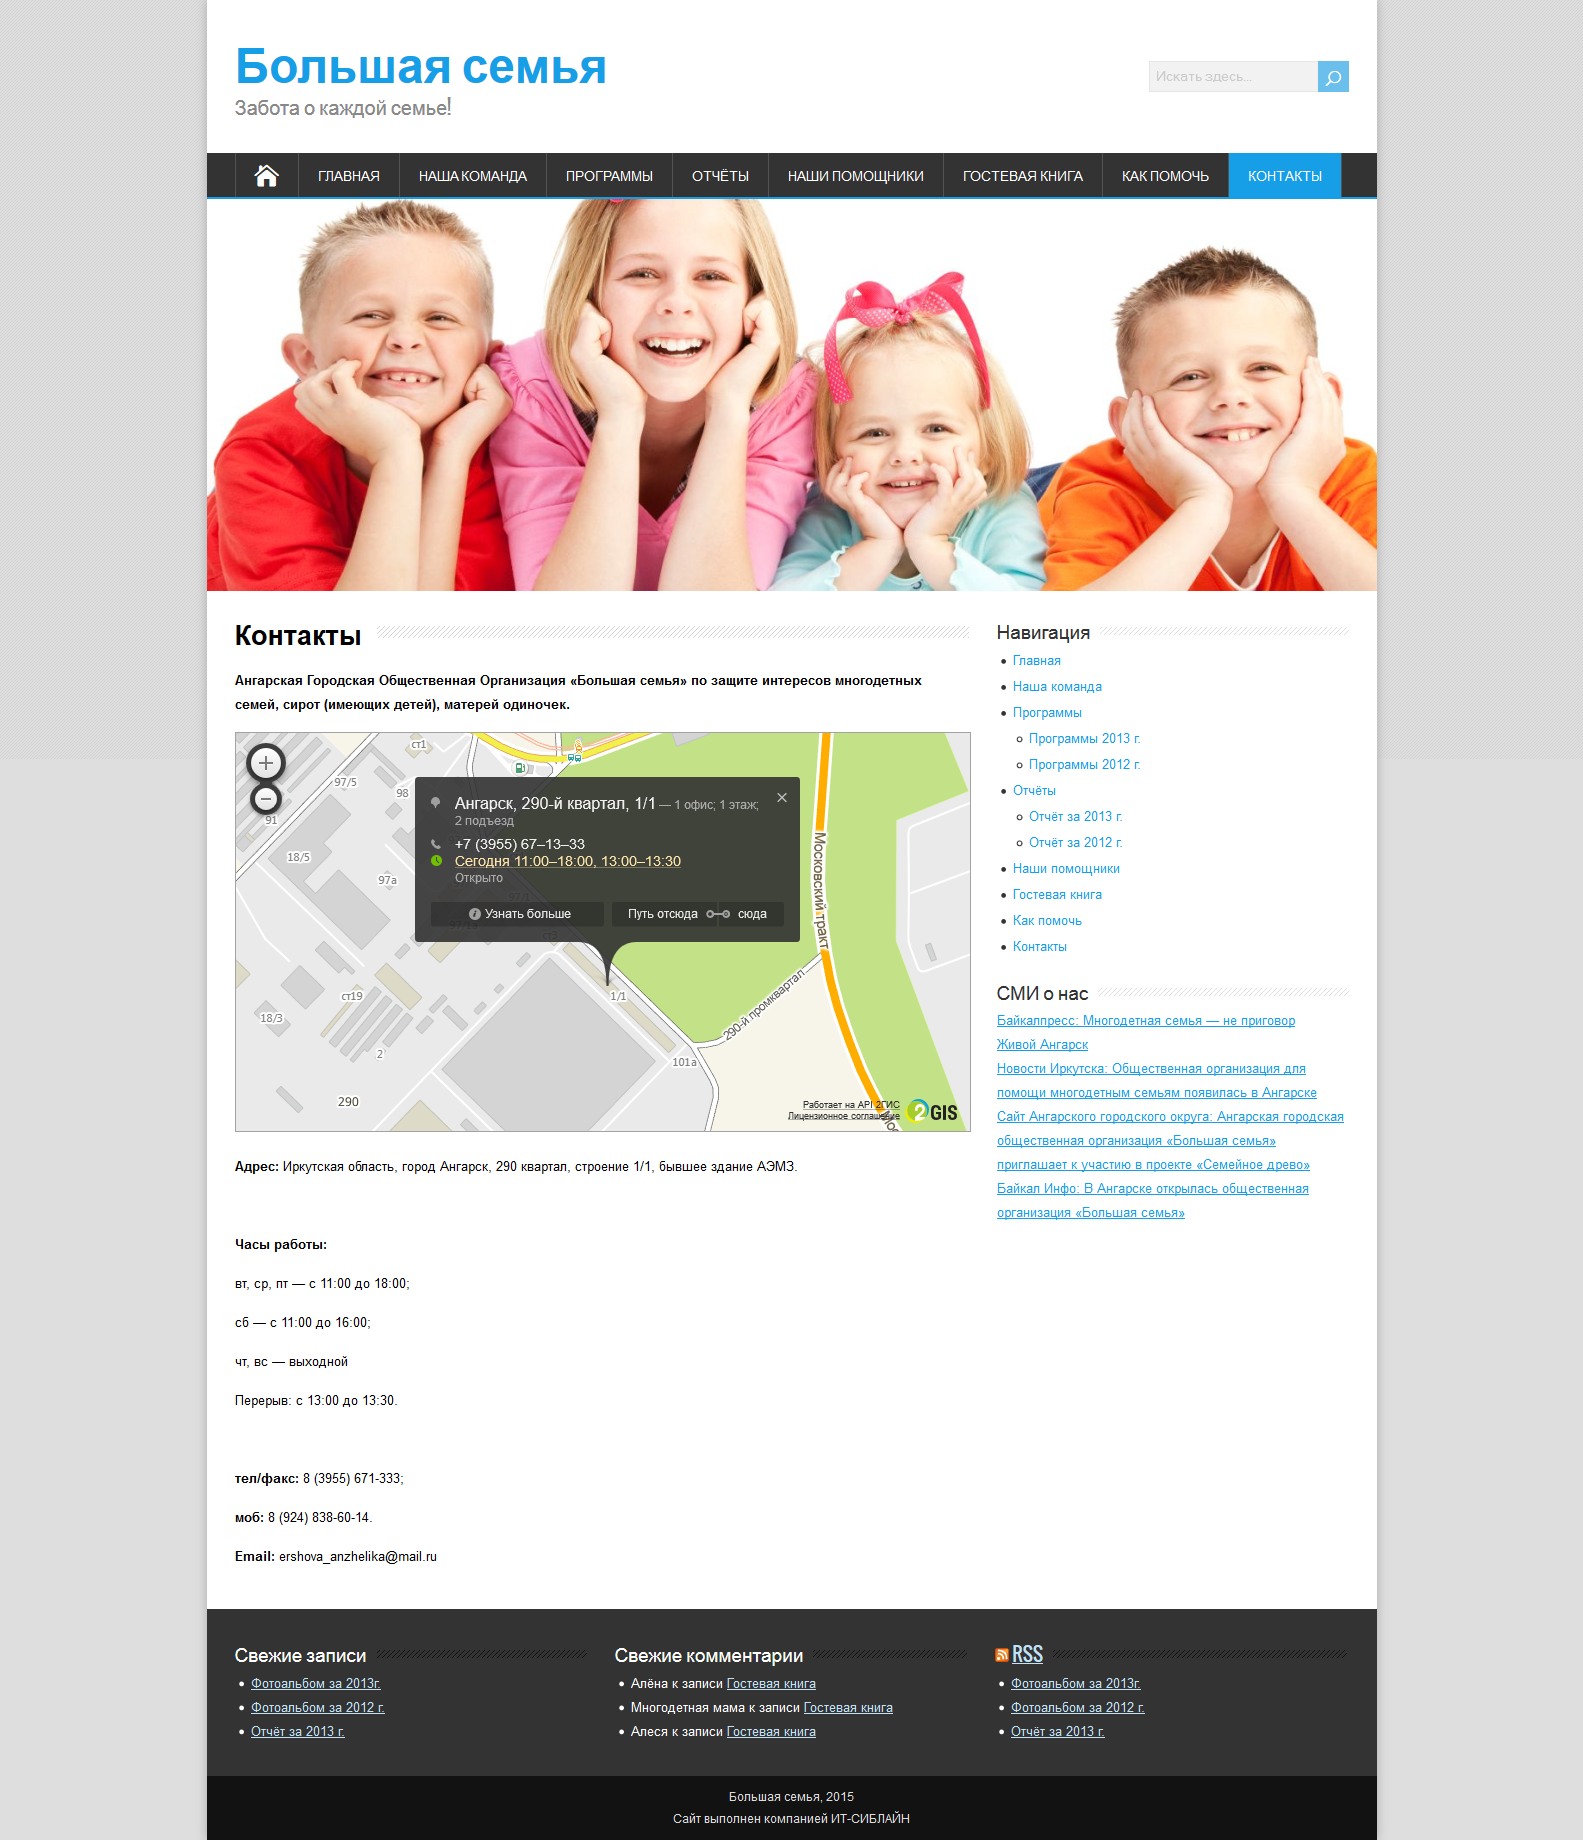 Большая семья
Забота о каждой семье!
Искать здесь...
ГЛАВНАЯ
НАША КОМАНДА
ПРОГРАММЫ
ОТЧЁТЫ
НАШИ ПОМОЩНИКИ
ГОСТЕВАЯ КНИГА
КАК ПОМОЧЬ
КОНТАКТЫ
Контакты
Ангарская Городская Общественная Организация «Большая семья» по защите интересов многодетных
семей, сирот (имеющих детей), матерей одиночек.
ст1
97/5
98
91
18/5
97а
Ангарск, 290-й квартал, 1/1 — 1 офис; 1 этаж;
2 подъезд
+7 (3955) 67–13–33
Сегодня 11:00–18:00, 13:00–13:30
Открыто
Узнать больше
Путь отсюда сюда
Московский тракт
290-й промквартал
1/1
ст19
18/3
2
101а
290
Работает на API 2ГИС
Лицензионное соглашение
2GIS
Мос
Адрес: Иркутская область, город Ангарск, 290 квартал, строение 1/1, бывшее здание АЭМЗ.
Часы работы:
вт, ср, пт — с 11:00 до 18:00;
сб — с 11:00 до 16:00;
чт, вс — выходной
Перерыв: с 13:00 до 13:30.
тел/факс: 8 (3955) 671-333;
моб: 8 (924) 838-60-14.
Email: ershova_anzhelika@mail.ru
Навигация
Главная
Наша команда
Программы
Программы 2013 г.
Программы 2012 г.
Отчёты
Отчёт за 2013 г.
Отчёт за 2012 г.
Наши помощники
Гостевая книга
Как помочь
Контакты
СМИ о нас
Байкалпресс: Многодетная семья — не приговор
Живой Ангарск
Новости Иркутска: Общественная организация для
помощи многодетным семьям появилась в Ангарске
Сайт Ангарского городского округа: Ангарская городская
общественная организация «Большая семья»
приглашает к участию в проекте «Семейное древо»
Байкал Инфо: В Ангарске открылась общественная
организация «Большая семья»
Свежие записи
Фотоальбом за 2013г.
Фотоальбом за 2012 г.
Отчёт за 2013 г.
Свежие комментарии
Алёна к записи Гостевая книга
Многодетная мама к записи Гостевая книга
Алеся к записи Гостевая книга
RSS
Фотоальбом за 2013г.
Фотоальбом за 2012 г.
Отчёт за 2013 г.
Большая семья, 2015
Сайт выполнен компанией ИТ-СИБЛАЙН